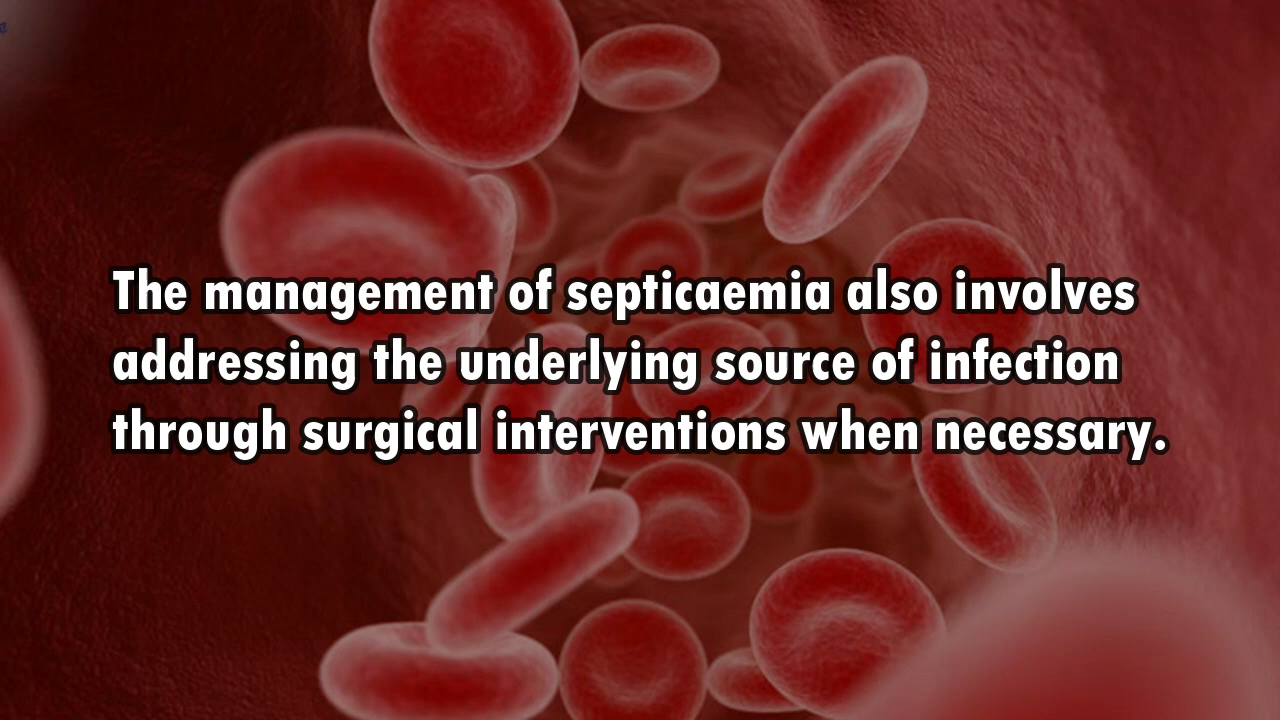 The management of septicaemia also involves
addressing the underlying source of infection
through surgical interventions when necessary.